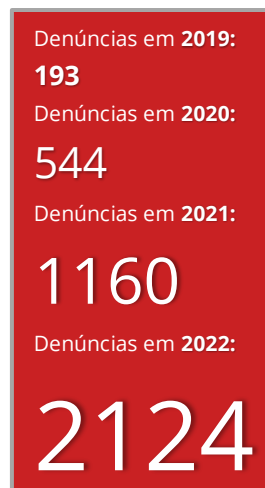 Denúncias em 2019:
193
Denúncias em 2020:
544
Denúncias em 2021:
1160
Denúncias em 2022:
2124